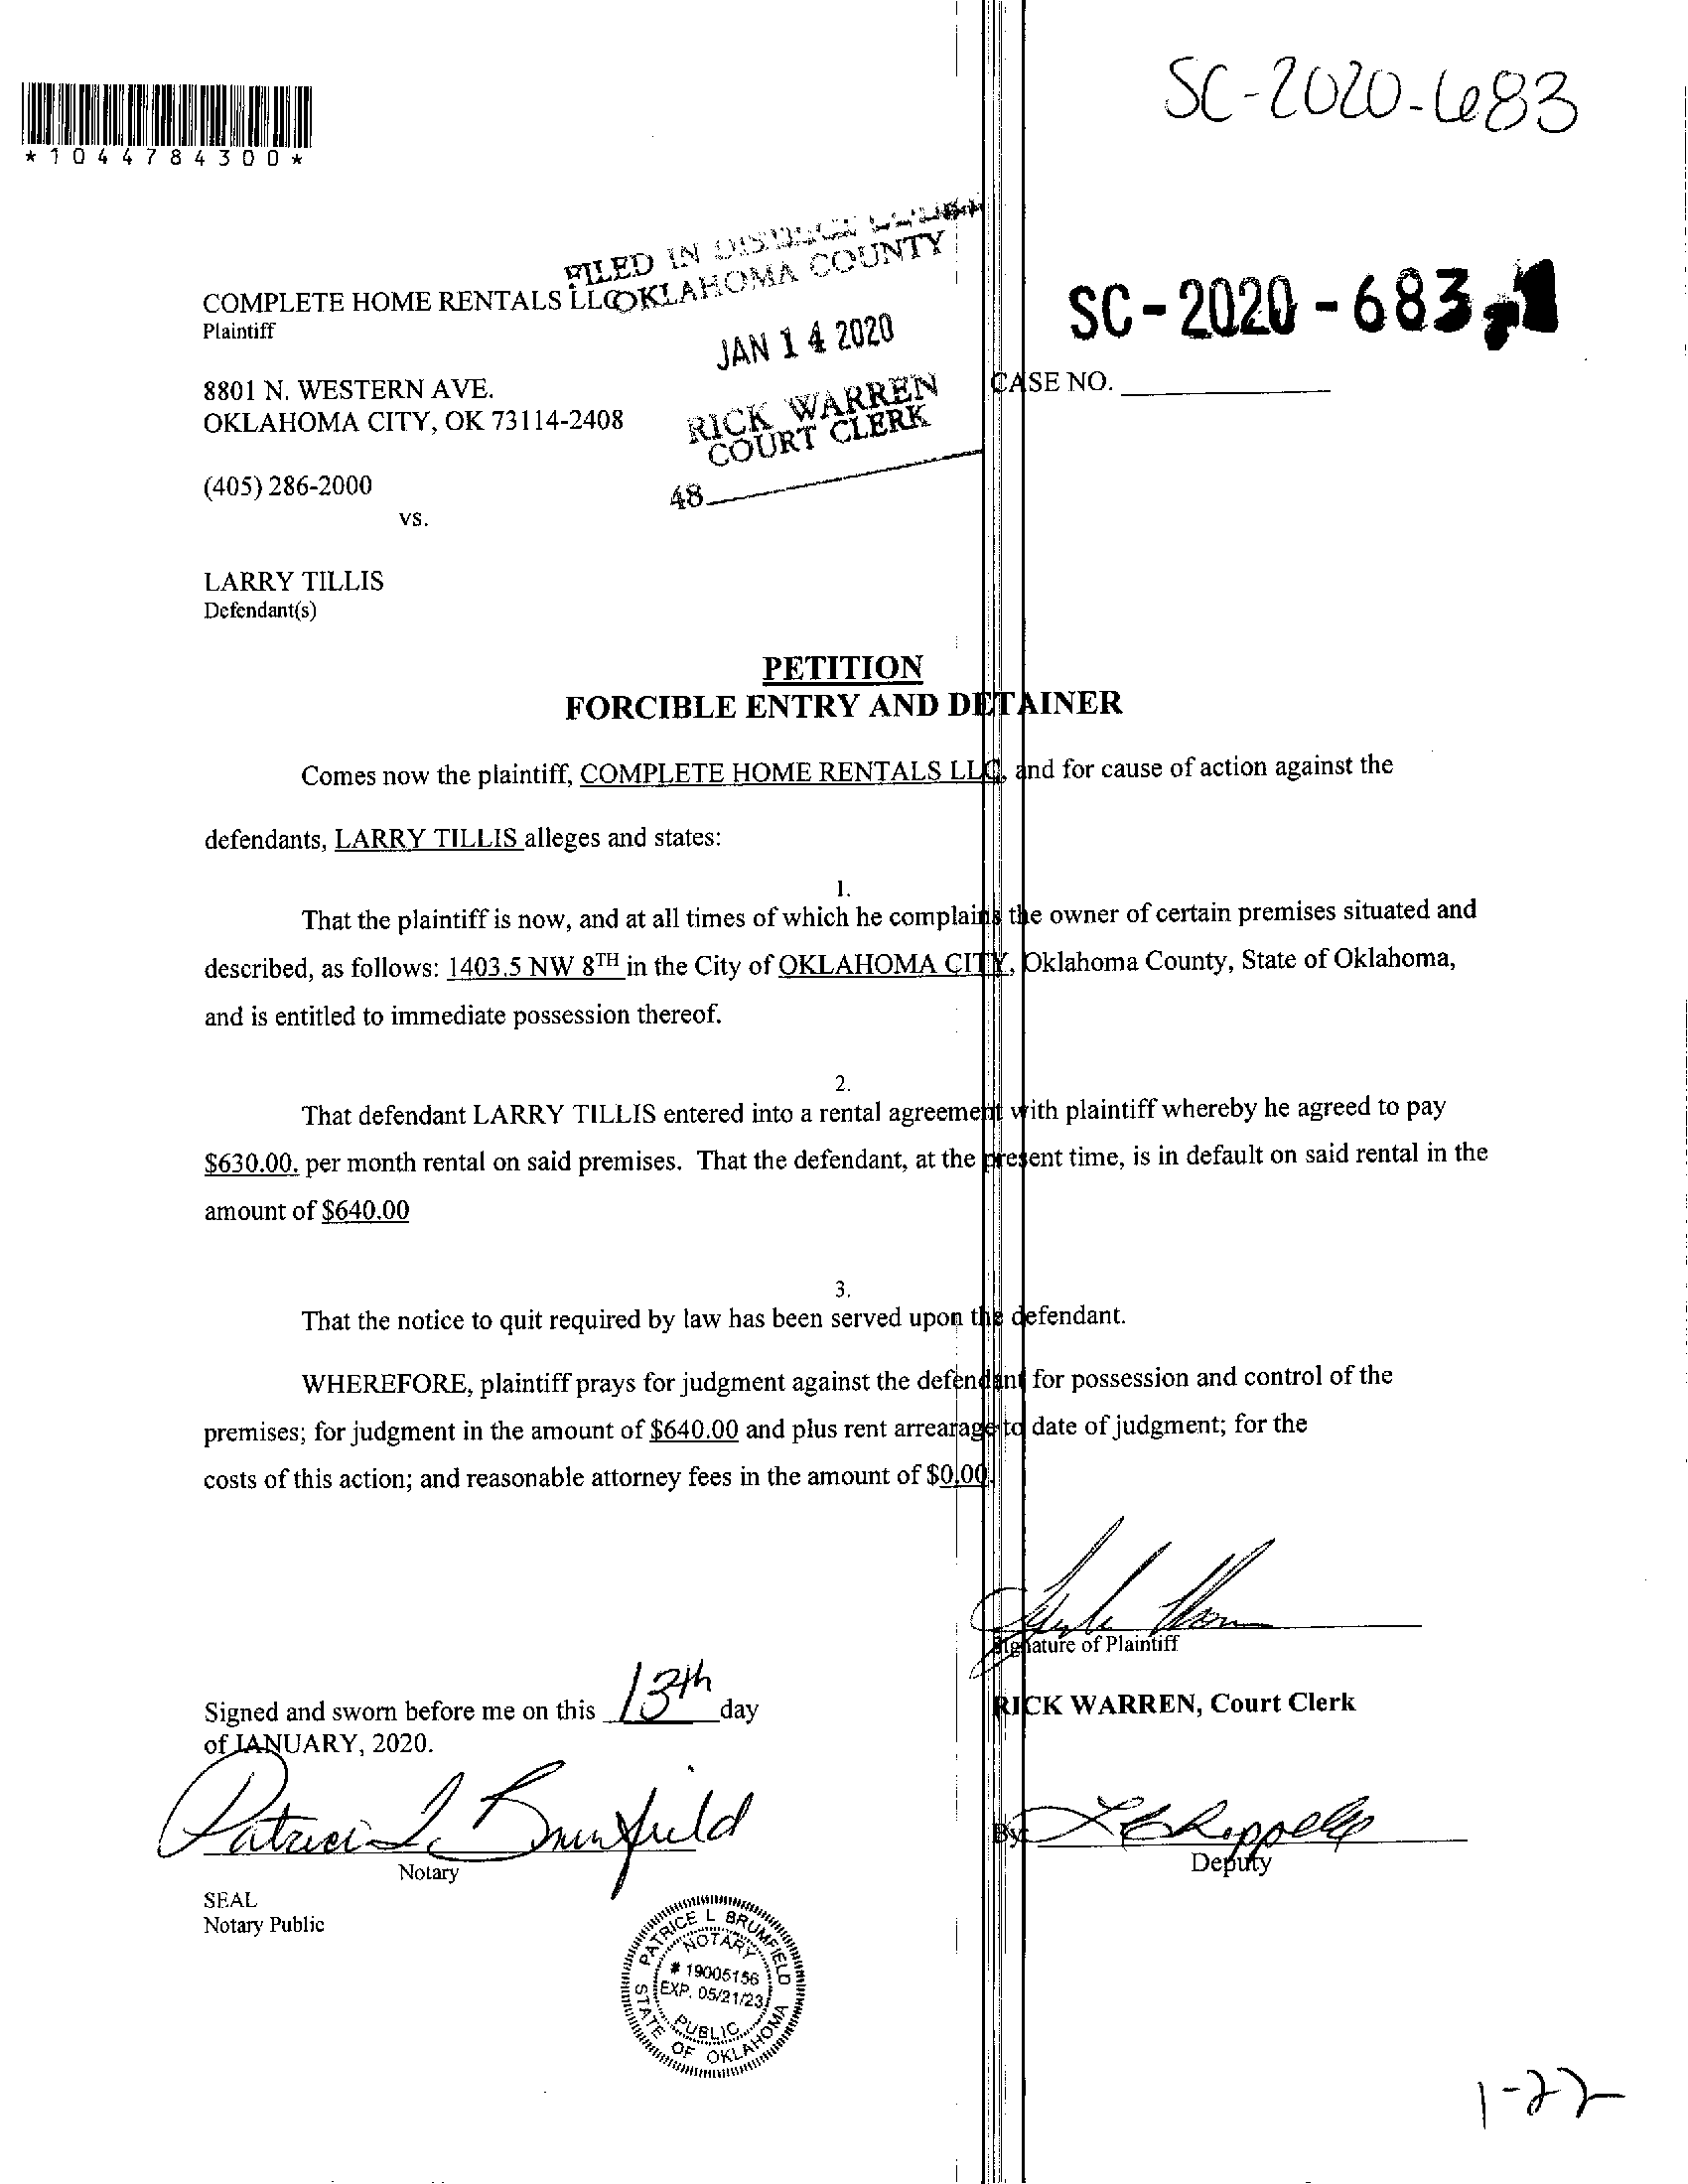 SC-2020-683
*1044784300*
FILED IN DISTRICT COURT
OKLAHOMA COUNTY
COMPLETE HOME RENTALS LLC
Plaintiff
JAN 14 2020
SC-2020-683
8801 N. WESTERN AVE.
OKLAHOMA CITY, OK 73114-2408
RICK WARREN
COURT CLERK
CASE NO.
(405) 286-2000
48
vs.
LARRY TILLIS
Defendant(s)
PETITION
FORCIBLE ENTRY AND DETAINER
Comes now the plaintiff, COMPLETE HOME RENTALS LLC, and for cause of action against the
defendants, LARRY TILLIS alleges and states:
1.
That the plaintiff is now, and at all times of which he complains the owner of certain premises situated and
described, as follows: 1403.5 NW 8TH in the City of OKLAHOMA CITY, Oklahoma County, State of Oklahoma,
and is entitled to immediate possession thereof.
2.
That defendant LARRY TILLIS entered into a rental agreement with plaintiff whereby he agreed to pay
$630.00. per month rental on said premises. That the defendant, at the present time, is in default on said rental in the
amount of $640.00
3.
That the notice to quit required by law has been served upon the defendant.
WHEREFORE, plaintiff prays for judgment against the defendant for possession and control of the
premises; for judgment in the amount of $640.00 and plus rent arrearage to date of judgment; for the
costs of this action; and reasonable attorney fees in the amount of $0.00.
Signature of Plaintiff
Signed and sworn before me on this 13th day
of JANUARY, 2020.
RICK WARREN, Court Clerk
Patrice L Brumfield
Notary
By:
Deputy
SEAL
Notary Public
PATRICE L BRUMFIELD
NOTARY
# 19005156
EXP. 05/21/23
PUBLIC
STATE OF OKLAHOMA
1-22